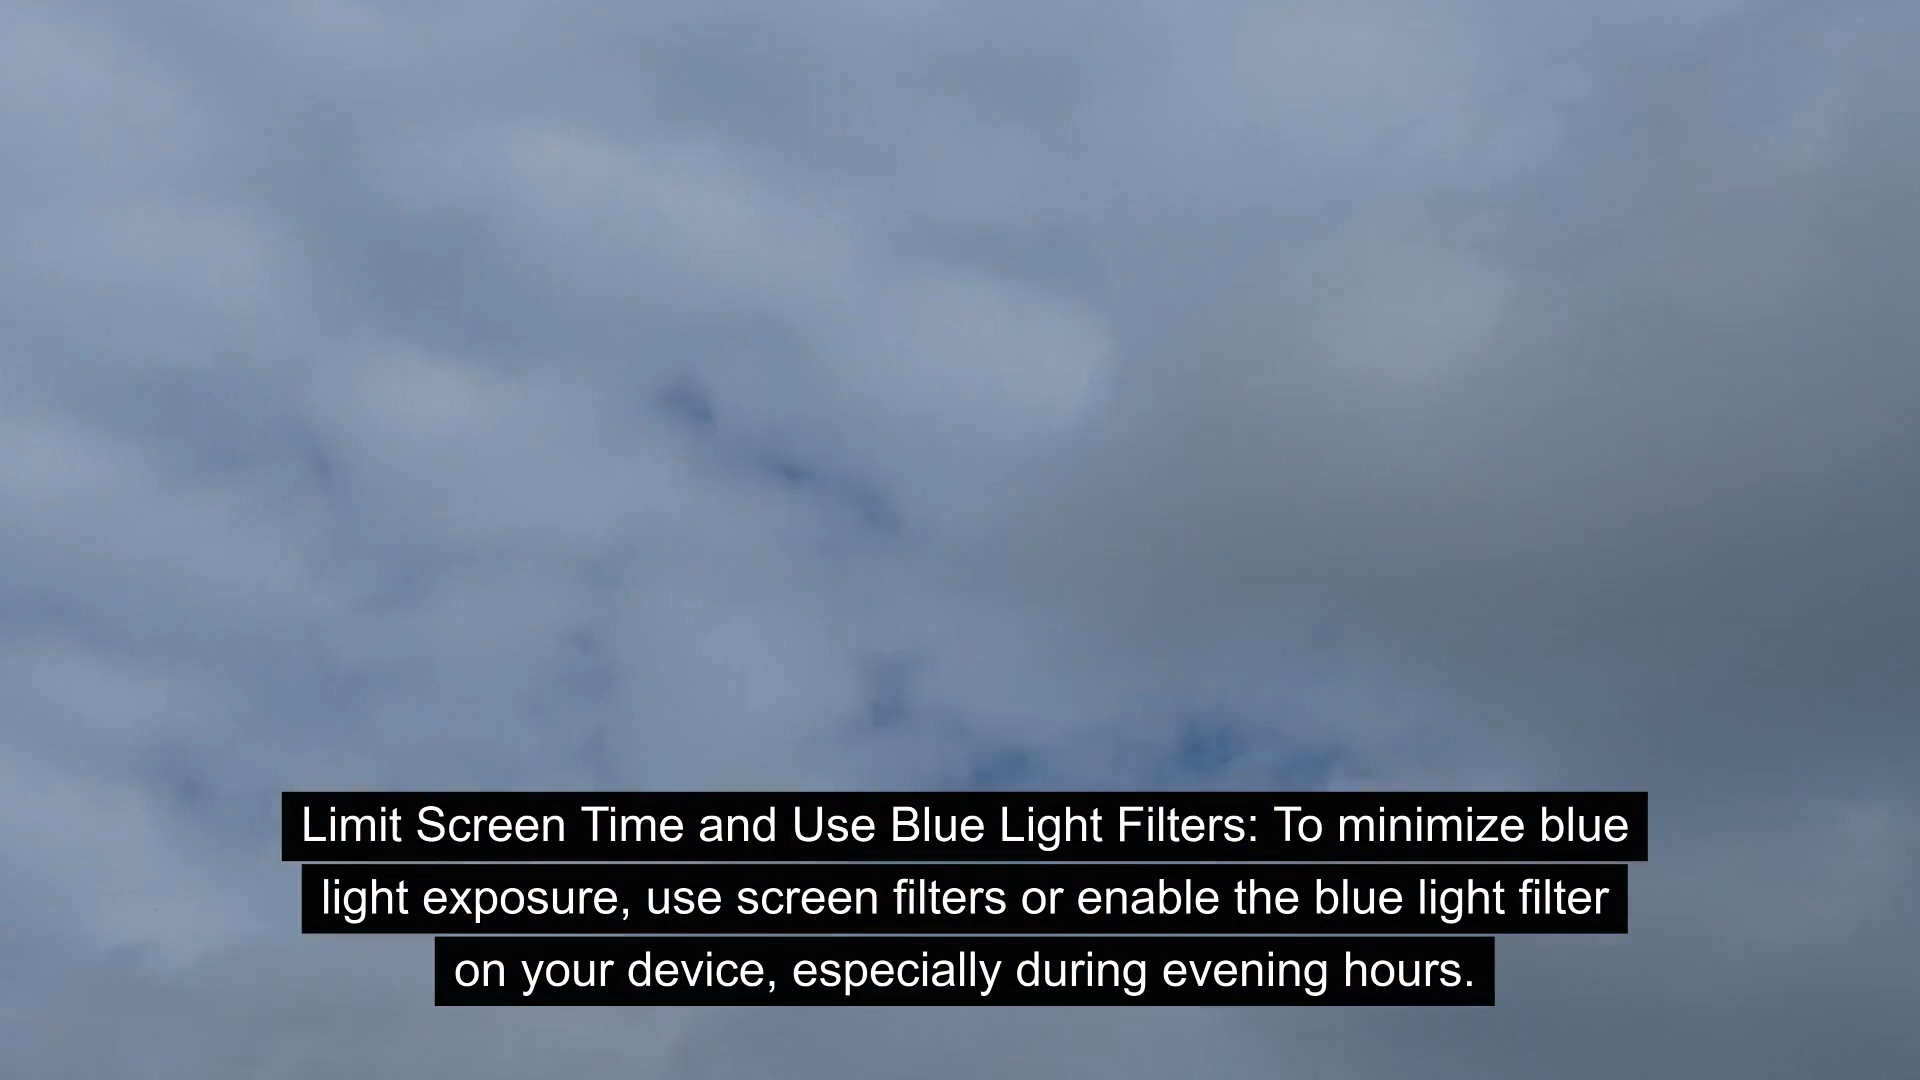 Limit Screen Time and Use Blue Light Filters: To minimize blue
light exposure, use screen filters or enable the blue light filter
on your device, especially during evening hours.